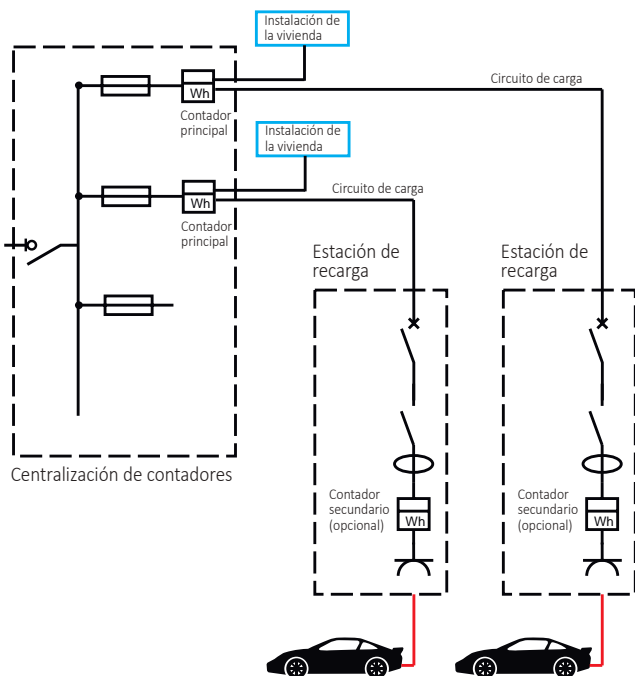 Instalación de
la vivienda
Circuito de carga
Wh
Contador
principal
Instalación de
la vivienda
Wh
Circuito de carga
Contador
principal
Estación de
recarga
Estación de
recarga
Centralización de contadores
Contador
secundario
(opcional)
Wh
Contador
secundario
(opcional)
Wh